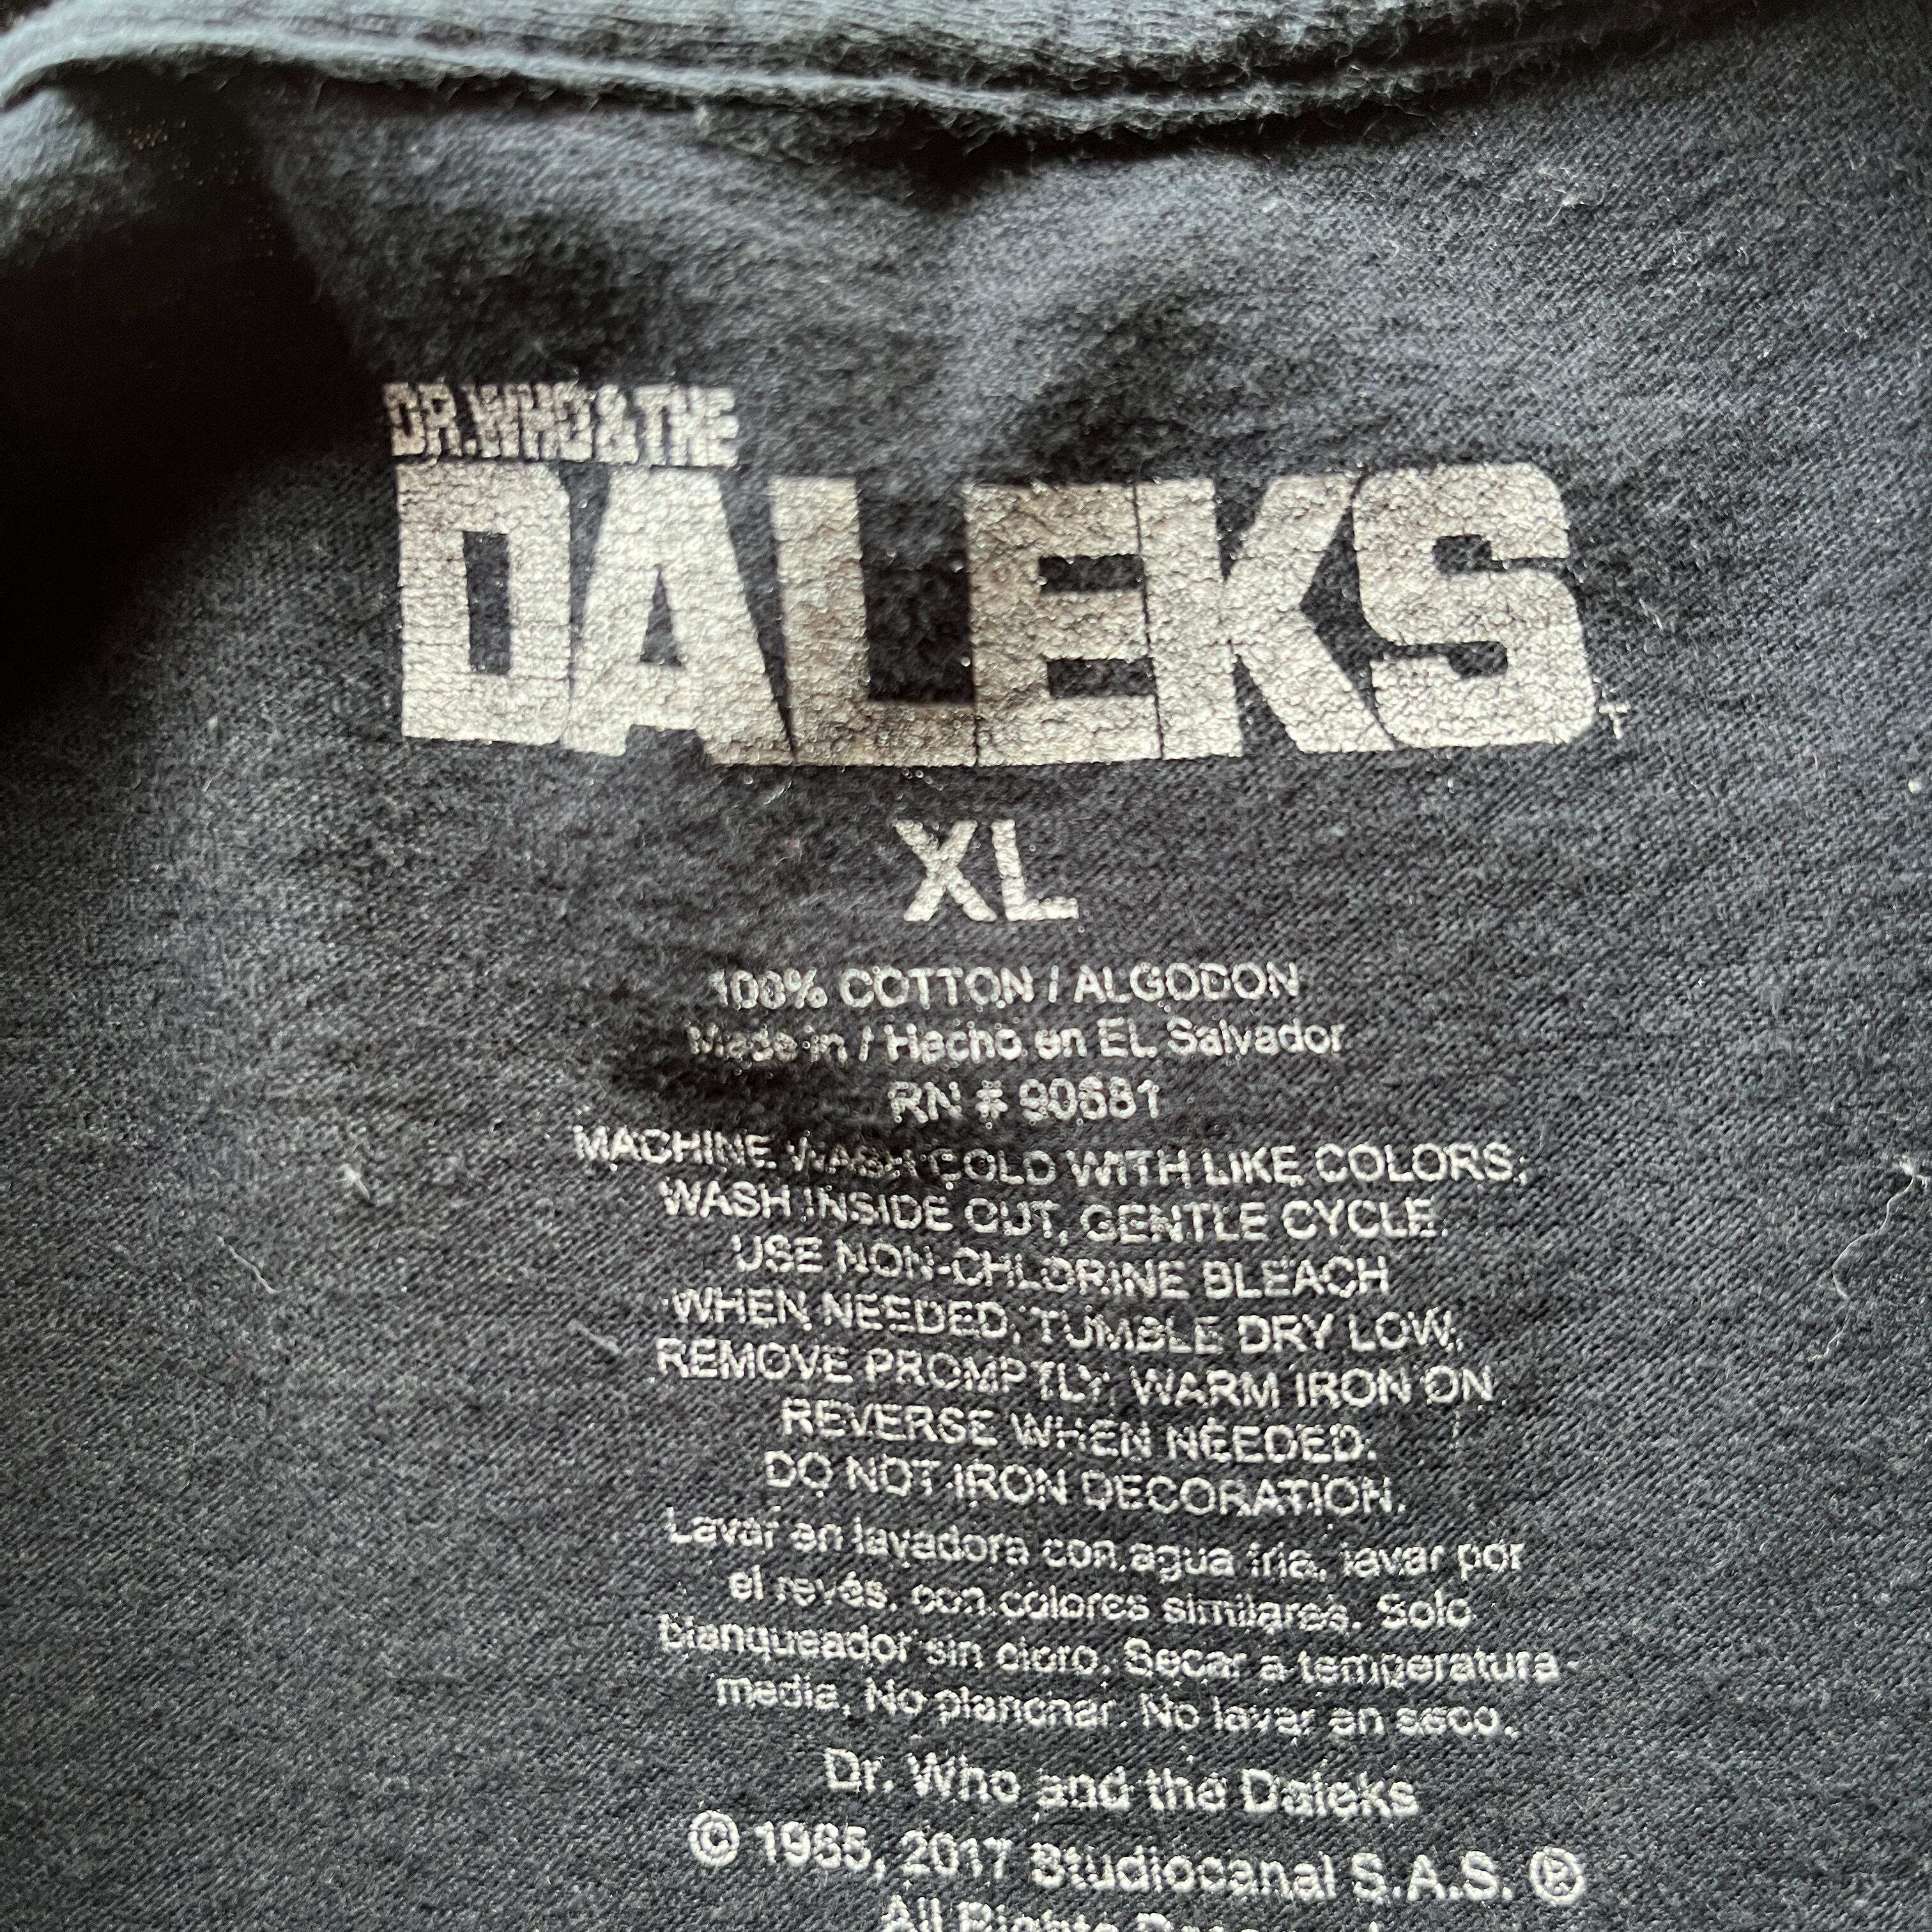 DR. WHO & THE
DALEKS
XL
100% COTTON / ALGODON
Made in / Hecho en EL Salvador
RN # 90681
MACHINE WASH COLD WITH LIKE COLORS,
WASH INSIDE OUT, GENTLE CYCLE.
USE NON-CHLORINE BLEACH
WHEN NEEDED, TUMBLE DRY LOW,
REMOVE PROMPTLY, WARM IRON ON
REVERSE WHEN NEEDED.
DO NOT IRON DECORATION.
Lavar en lavadora con agua fria, lavar por
el revés, con colores similares. Solo
blanqueador sin cloro. Secar a temperatura
media, No planchar. No lavar en seco.
Dr. Who and the Daleks
© 1965, 2017 Studiocanal S.A.S. ®
All Rights